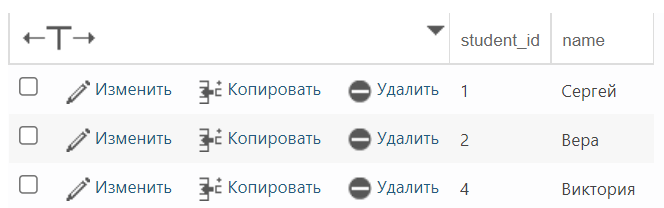 student_id name
Изменить Копировать Удалить 1 Сергей
Изменить Копировать Удалить 2 Вера
Изменить Копировать Удалить 4 Виктория